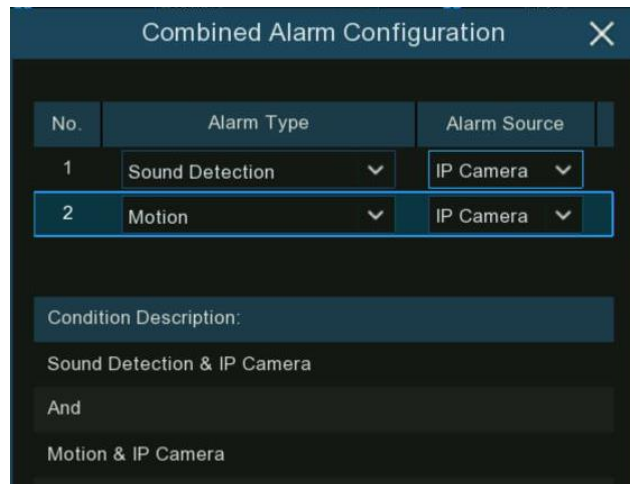 Combined Alarm Configuration
No. Alarm Type Alarm Source
1 Sound Detection IP Camera
2 Motion IP Camera
Condition Description:
Sound Detection & IP Camera
And
Motion & IP Camera